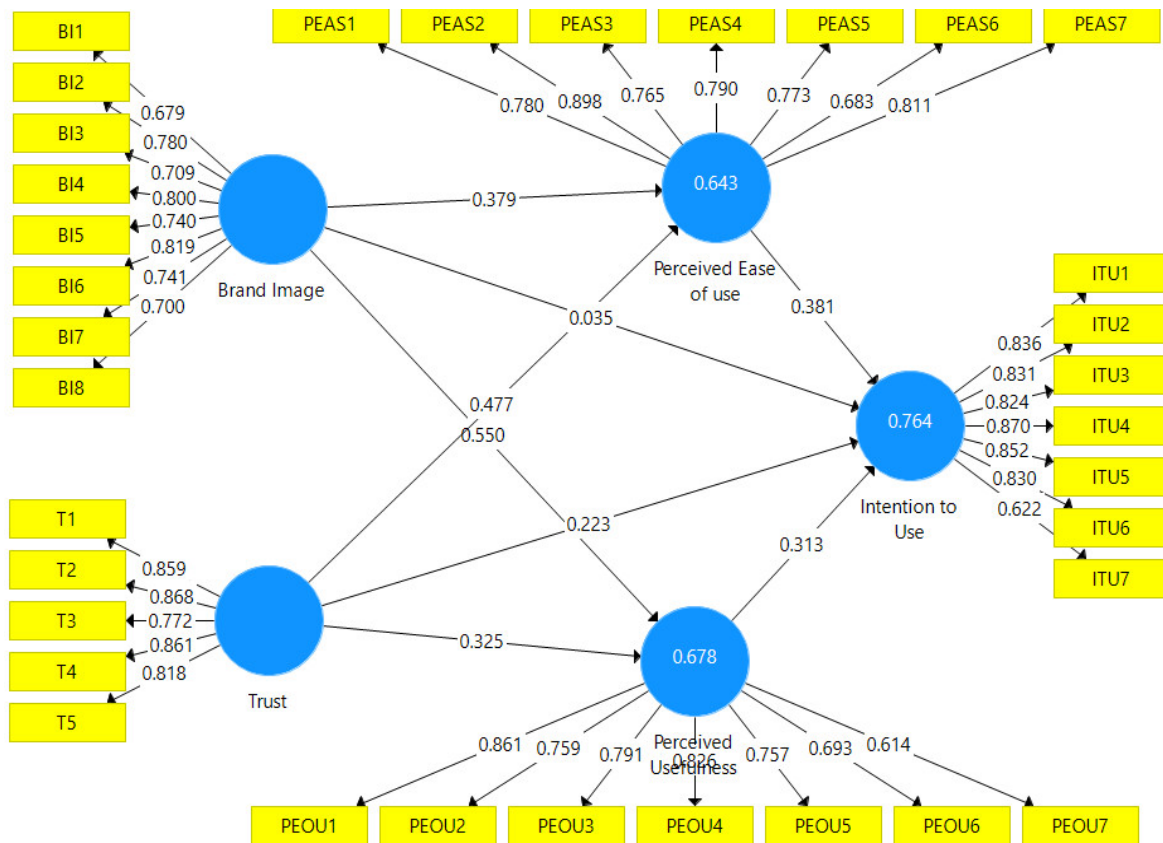 PEAS1
PEAS2
PEAS3
PEAS4
PEAS5
PEAS6
PEAS7
BI1
BI2
BI3
BI4
BI5
BI6
BI7
BI8
0.679
0.780
0.709
0.800
0.740
0.819
0.741
0.700
Brand Image
0.780
0.898
0.765
0.790
0.773
0.683
0.811
0.643
Perceived Ease
of use
0.379
0.035
0.477
0.550
0.381
0.223
0.325
0.313
0.764
Intention to
Use
ITU1
ITU2
ITU3
ITU4
ITU5
ITU6
ITU7
0.836
0.831
0.824
0.870
0.852
0.830
0.622
T1
T2
T3
T4
T5
0.859
0.868
0.772
0.861
0.818
Trust
0.678
Perceived
Usefulness
0.861
0.759
0.791
0.826
0.757
0.693
0.614
PEOU1
PEOU2
PEOU3
PEOU4
PEOU5
PEOU6
PEOU7